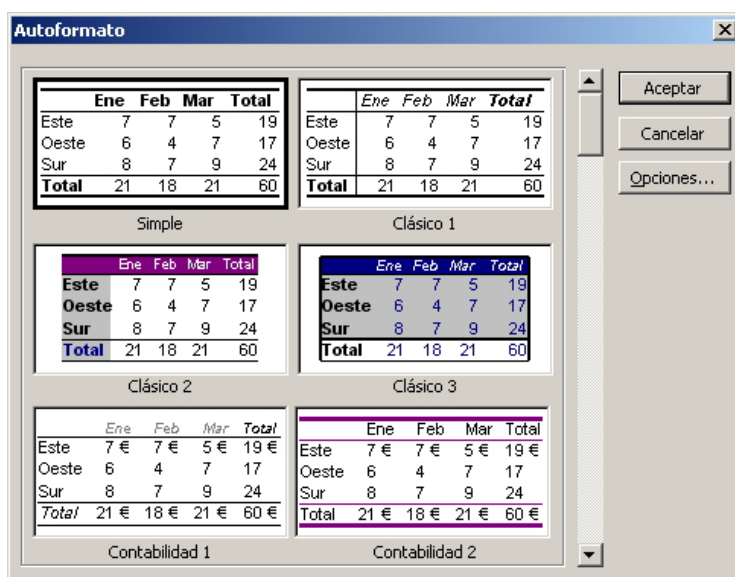 Autoformato
Ene Feb Mar Total
Este 7 7 5 19
Oeste 6 4 7 17
Sur 8 7 9 24
Total 21 18 21 60
Simple
Ene Feb Mar Total
Este 7 7 5 19
Oeste 6 4 7 17
Sur 8 7 9 24
Total 21 18 21 60
Clásico 1
Ene Feb Mar Total
Este 7 7 5 19
Oeste 6 4 7 17
Sur 8 7 9 24
Total 21 18 21 60
Clásico 2
Ene Feb Mar Total
Este 7 7 5 19
Oeste 6 4 7 17
Sur 8 7 9 24
Total 21 18 21 60
Clásico 3
Ene Feb Mar Total
Este 7 € 7 € 5 € 19 €
Oeste 6 4 7 17
Sur 8 7 9 24
Total 21 € 18 € 21 € 60 €
Contabilidad 1
Ene Feb Mar Total
Este 7 € 7 € 5 € 19 €
Oeste 6 4 7 17
Sur 8 7 9 24
Total 21 € 18 € 21 € 60 €
Contabilidad 2
Aceptar
Cancelar
Opciones...